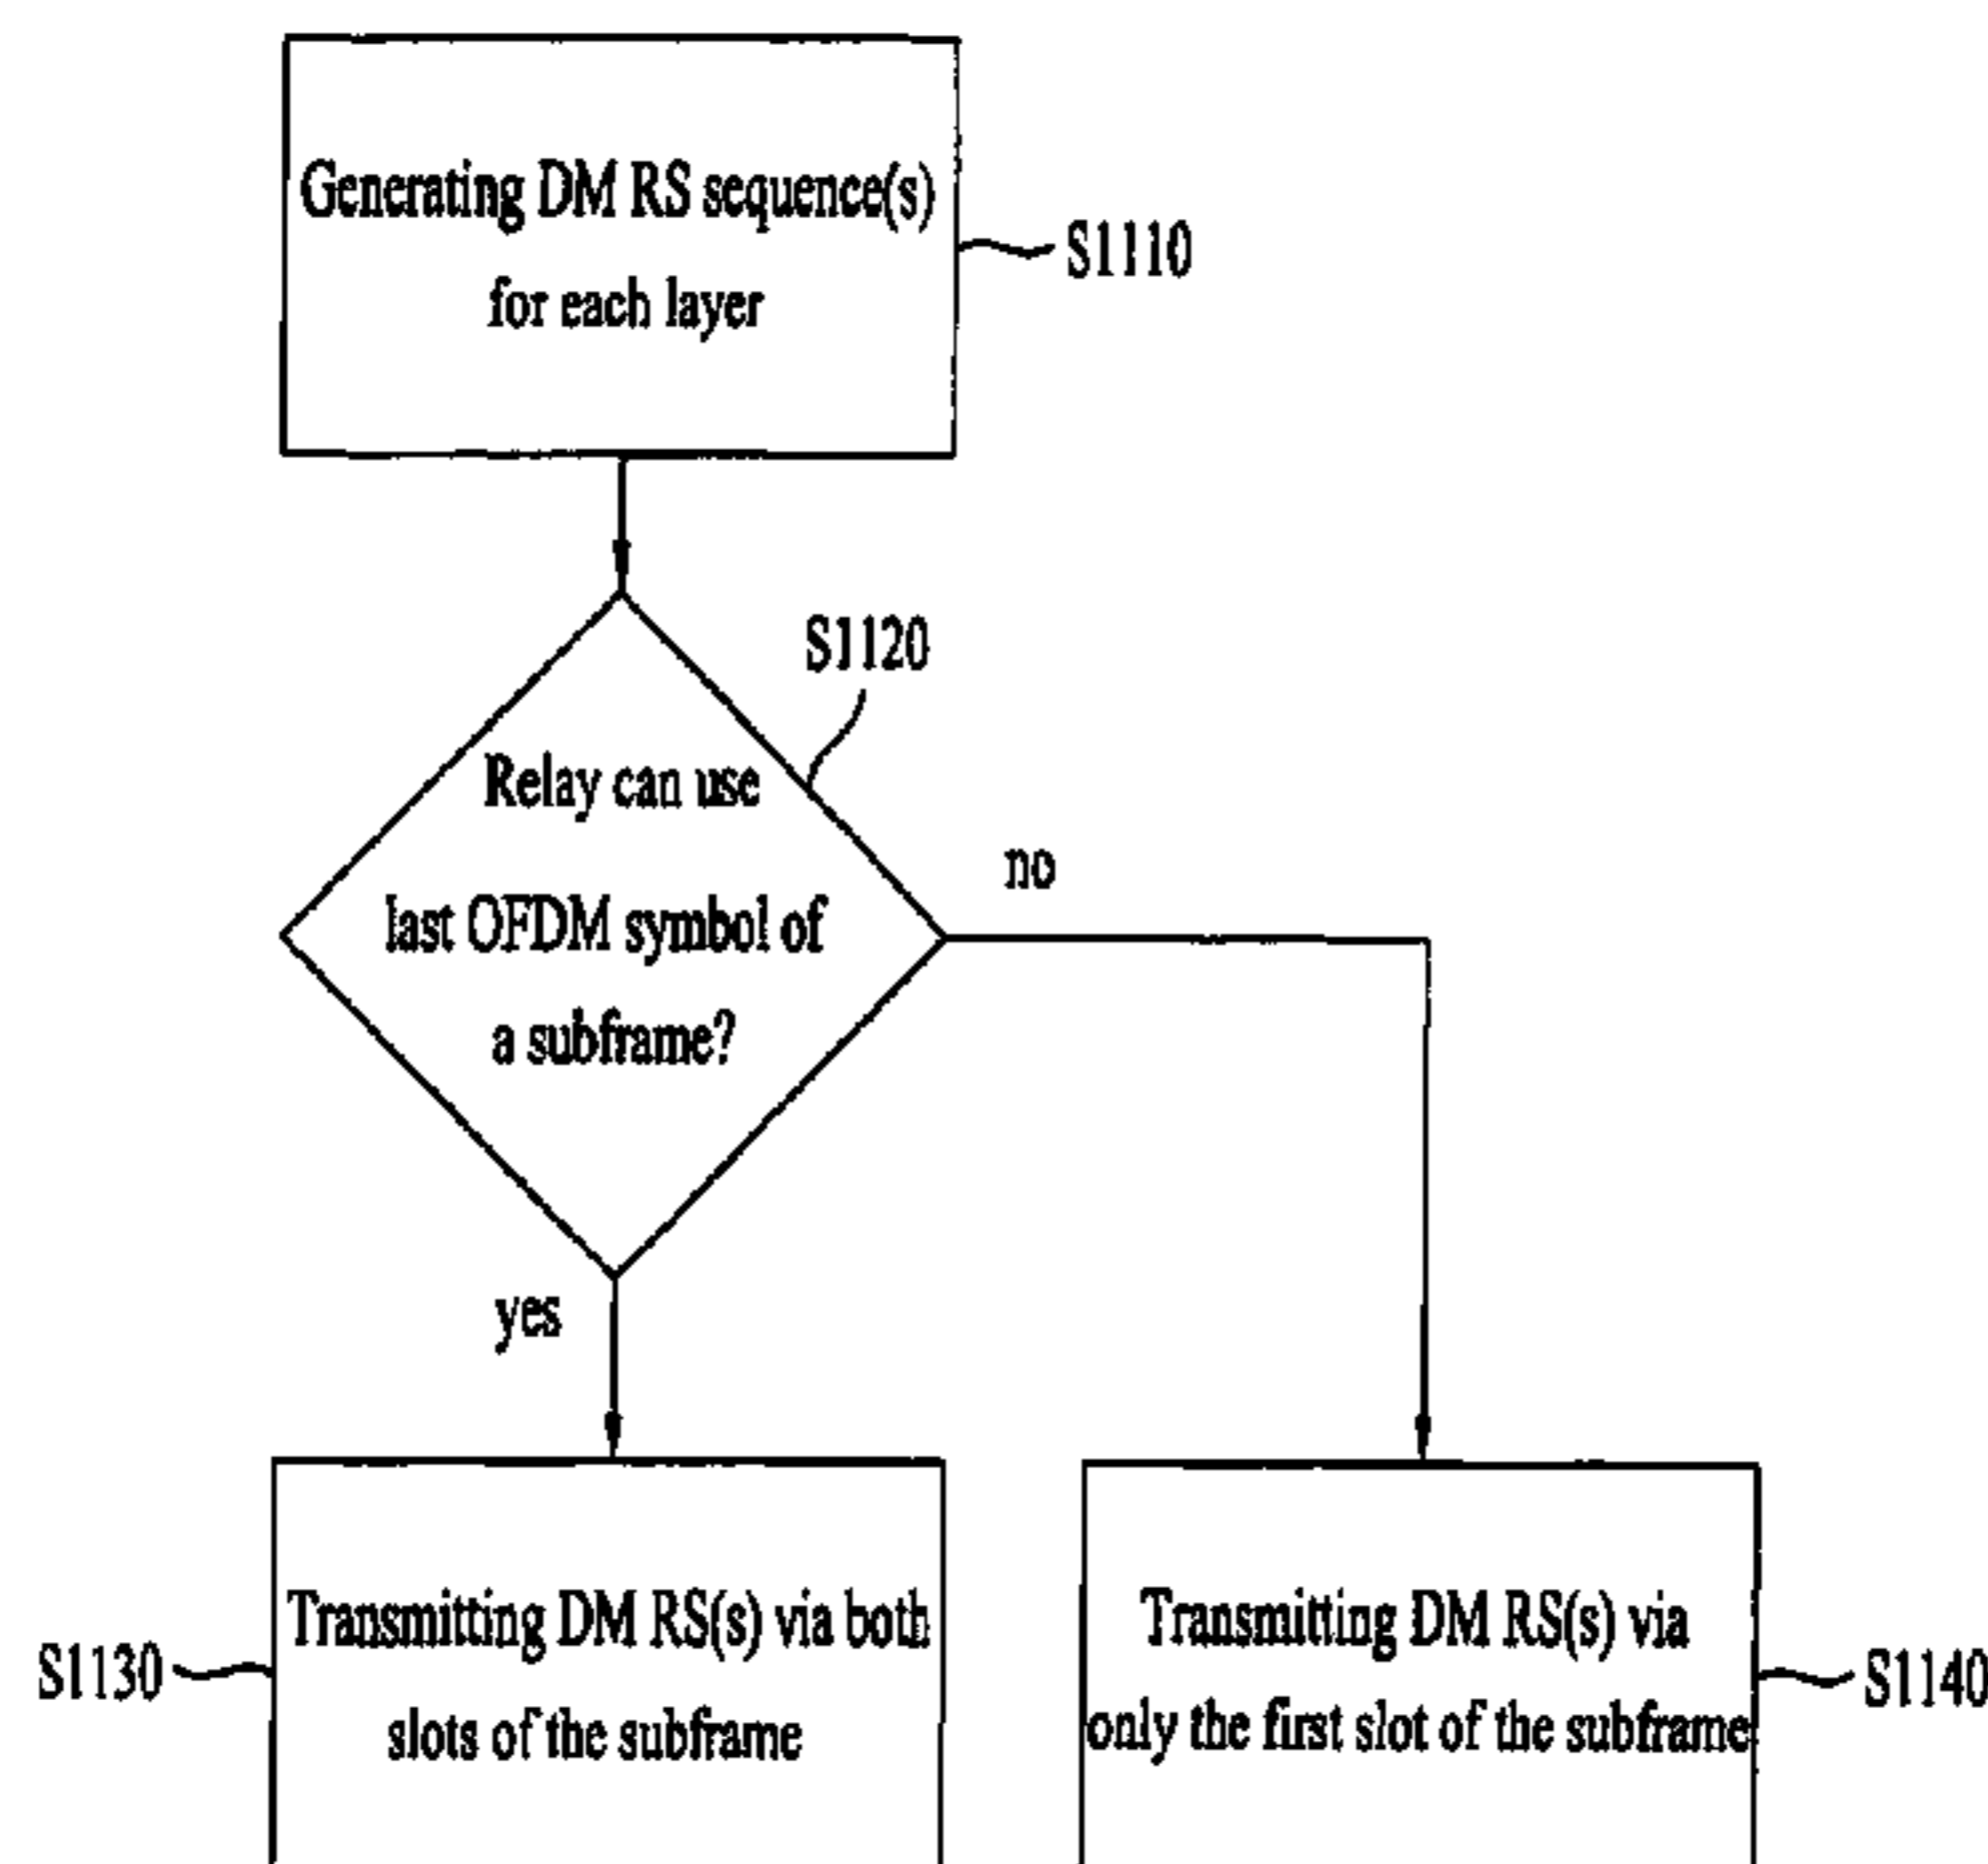 Generating DM RS sequence(s)
for each layer
S1110
S1120
Relay can use
last OFDM symbol of
a subframe?
no
yes
S1130
Transmitting DM RS(s) via both
slots of the subframe
Transmitting DM RS(s) via
only the first slot of the subframe
S1140